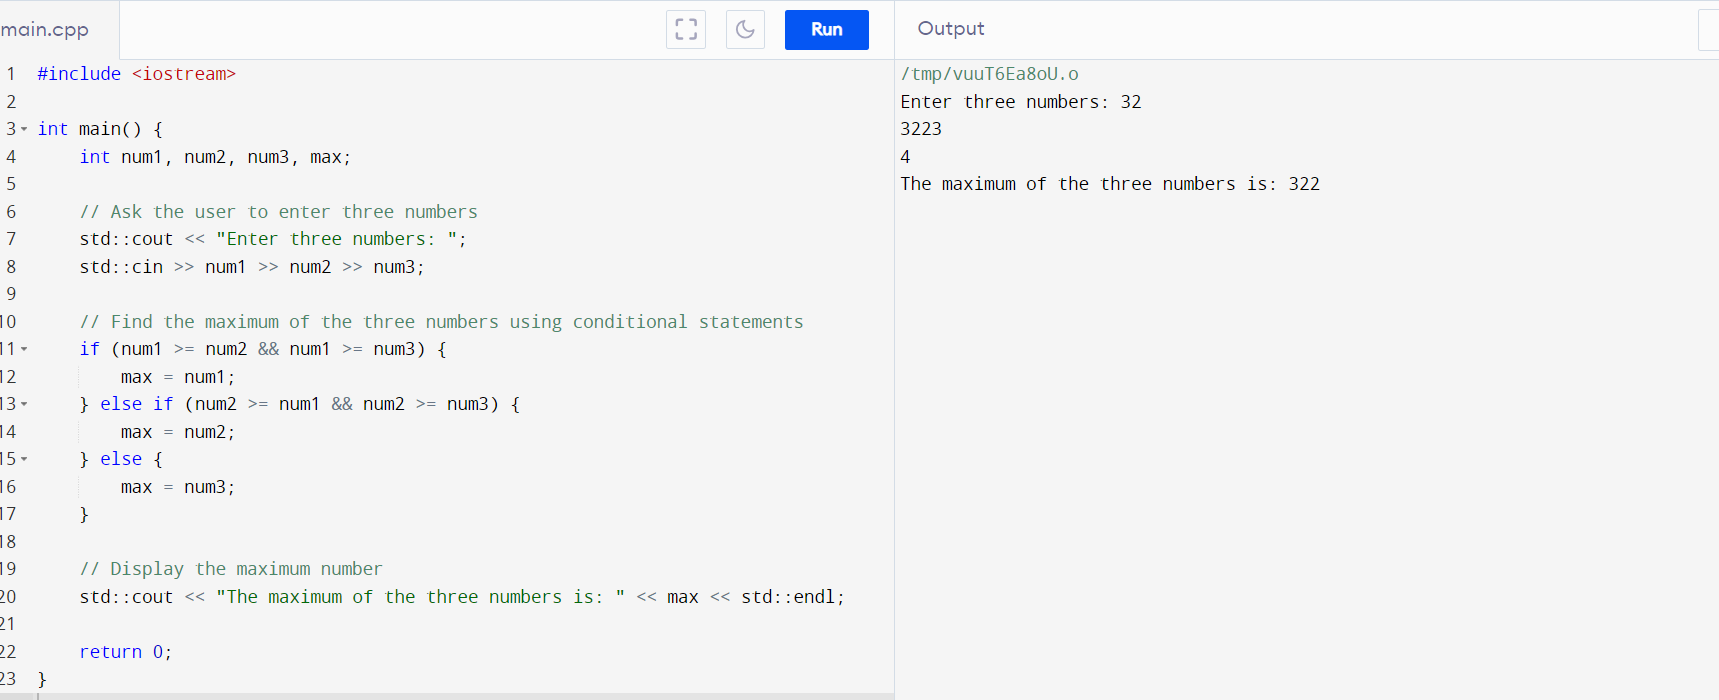 main.cpp
Run
1 #include <iostream>
2
3 int main() {
4 int num1, num2, num3, max;
5
6 // Ask the user to enter three numbers
7 std::cout << "Enter three numbers: ";
8 std::cin >> num1 >> num2 >> num3;
9
10 // Find the maximum of the three numbers using conditional statements
11 if (num1 >= num2 && num1 >= num3) {
12 max = num1;
13 } else if (num2 >= num1 && num2 >= num3) {
14 max = num2;
15 } else {
16 max = num3;
17 }
18
19 // Display the maximum number
20 std::cout << "The maximum of the three numbers is: " << max << std::endl;
21
22 return 0;
23 }
Output
/tmp/vuuT6Ea8oU.o
Enter three numbers: 32
3223
4
The maximum of the three numbers is: 322